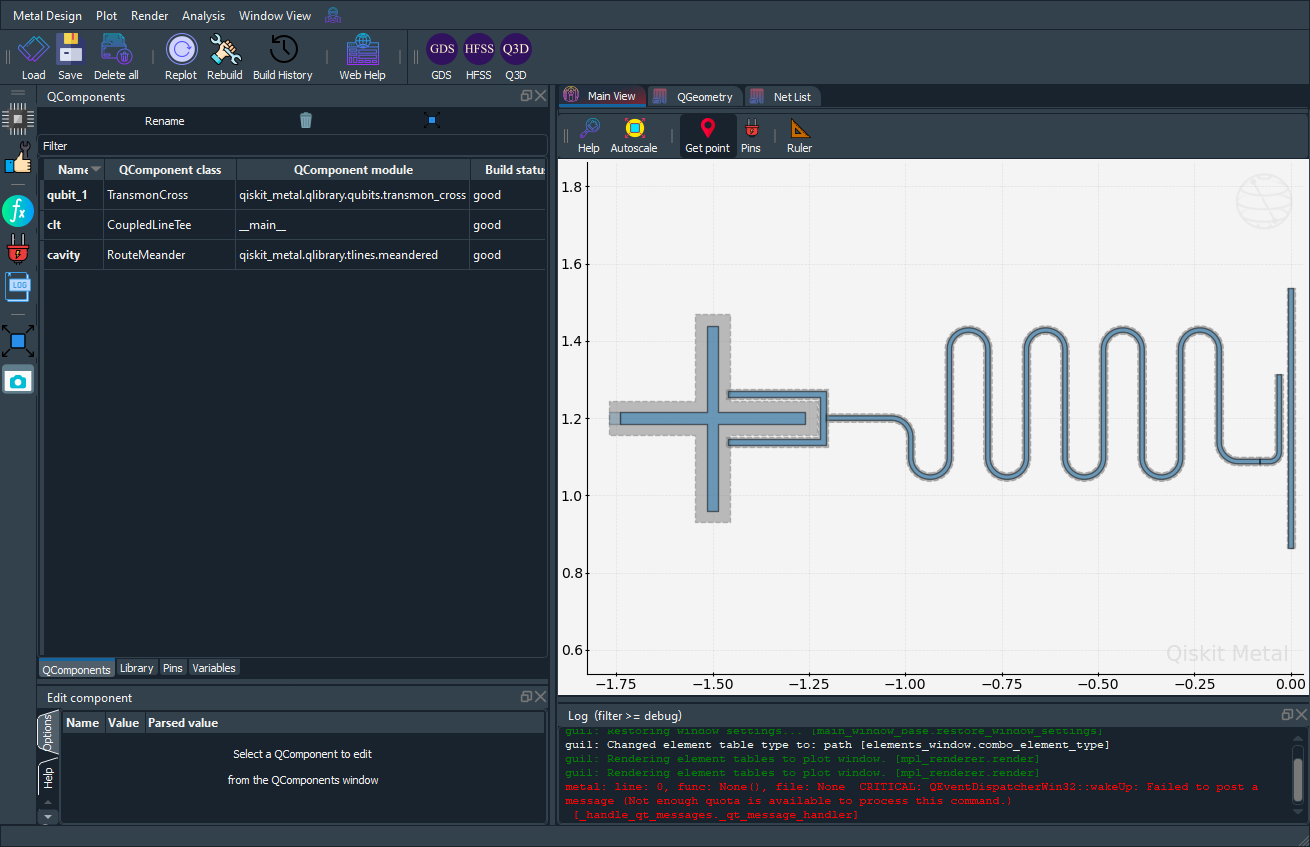 Metal Design Plot Render Analysis Window View
GDS HFSS Q3D
Load Save Delete all Replot Rebuild Build History Web Help GDS HFSS Q3D
QComponents
Rename
Filter
Name QComponent class QComponent module Build statu
qubit_1 TransmonCross qiskit_metal.qlibrary.qubits.transmon_cross good
clt CoupledLineTee __main__ good
cavity RouteMeander qiskit_metal.qlibrary.tlines.meandered good
LOG
QComponents Library Pins Variables
Edit component
Options
Help
Name Value Parsed value
Select a QComponent to edit
from the QComponents window
Main View QGeometry Net List
Help Autoscale Get point Pins Ruler
1.8
1.6
1.4
1.2
1.0
0.8
0.6
Qiskit Metal
−1.75 −1.50 −1.25 −1.00 −0.75 −0.50 −0.25 0.00
Log (filter >= debug)
guil: Restoring window settings... [main_window_base.restore_window_settings]
guil: Changed element table type to: path [elements_window.combo_element_type]
guil: Rendering element tables to plot window. [mpl_renderer.render]
guil: Rendering element tables to plot window. [mpl_renderer.render]
metal: line: 0, func: None(), file: None CRITICAL: QEventDispatcherWin32::wakeUp: Failed to post a
message (Not enough quota is available to process this command.)
[_handle_qt_messages._qt_message_handler]